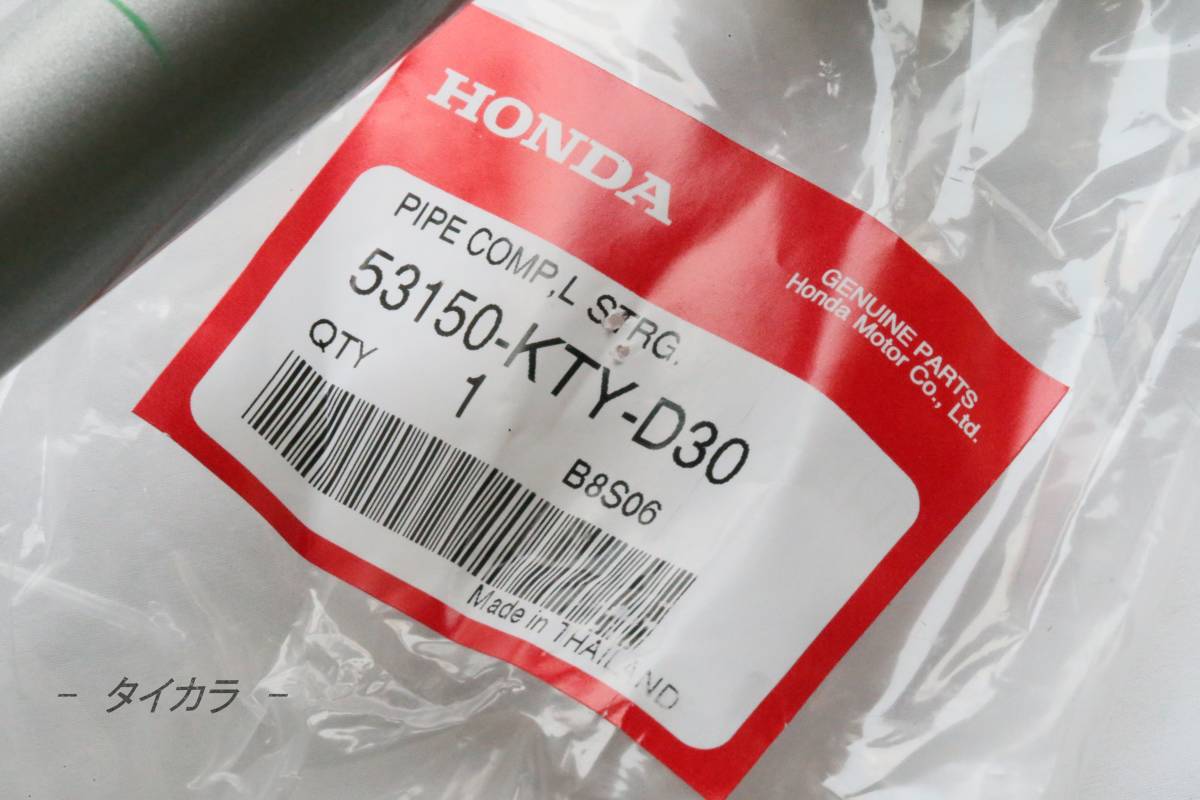 HONDA
GENUINE PARTS
Honda Motor Co., Ltd.
PIPE COMP,L STRG.
53150-KTY-D30
QTY 1
B8S06
Made in THAILAND
- タイカラ -